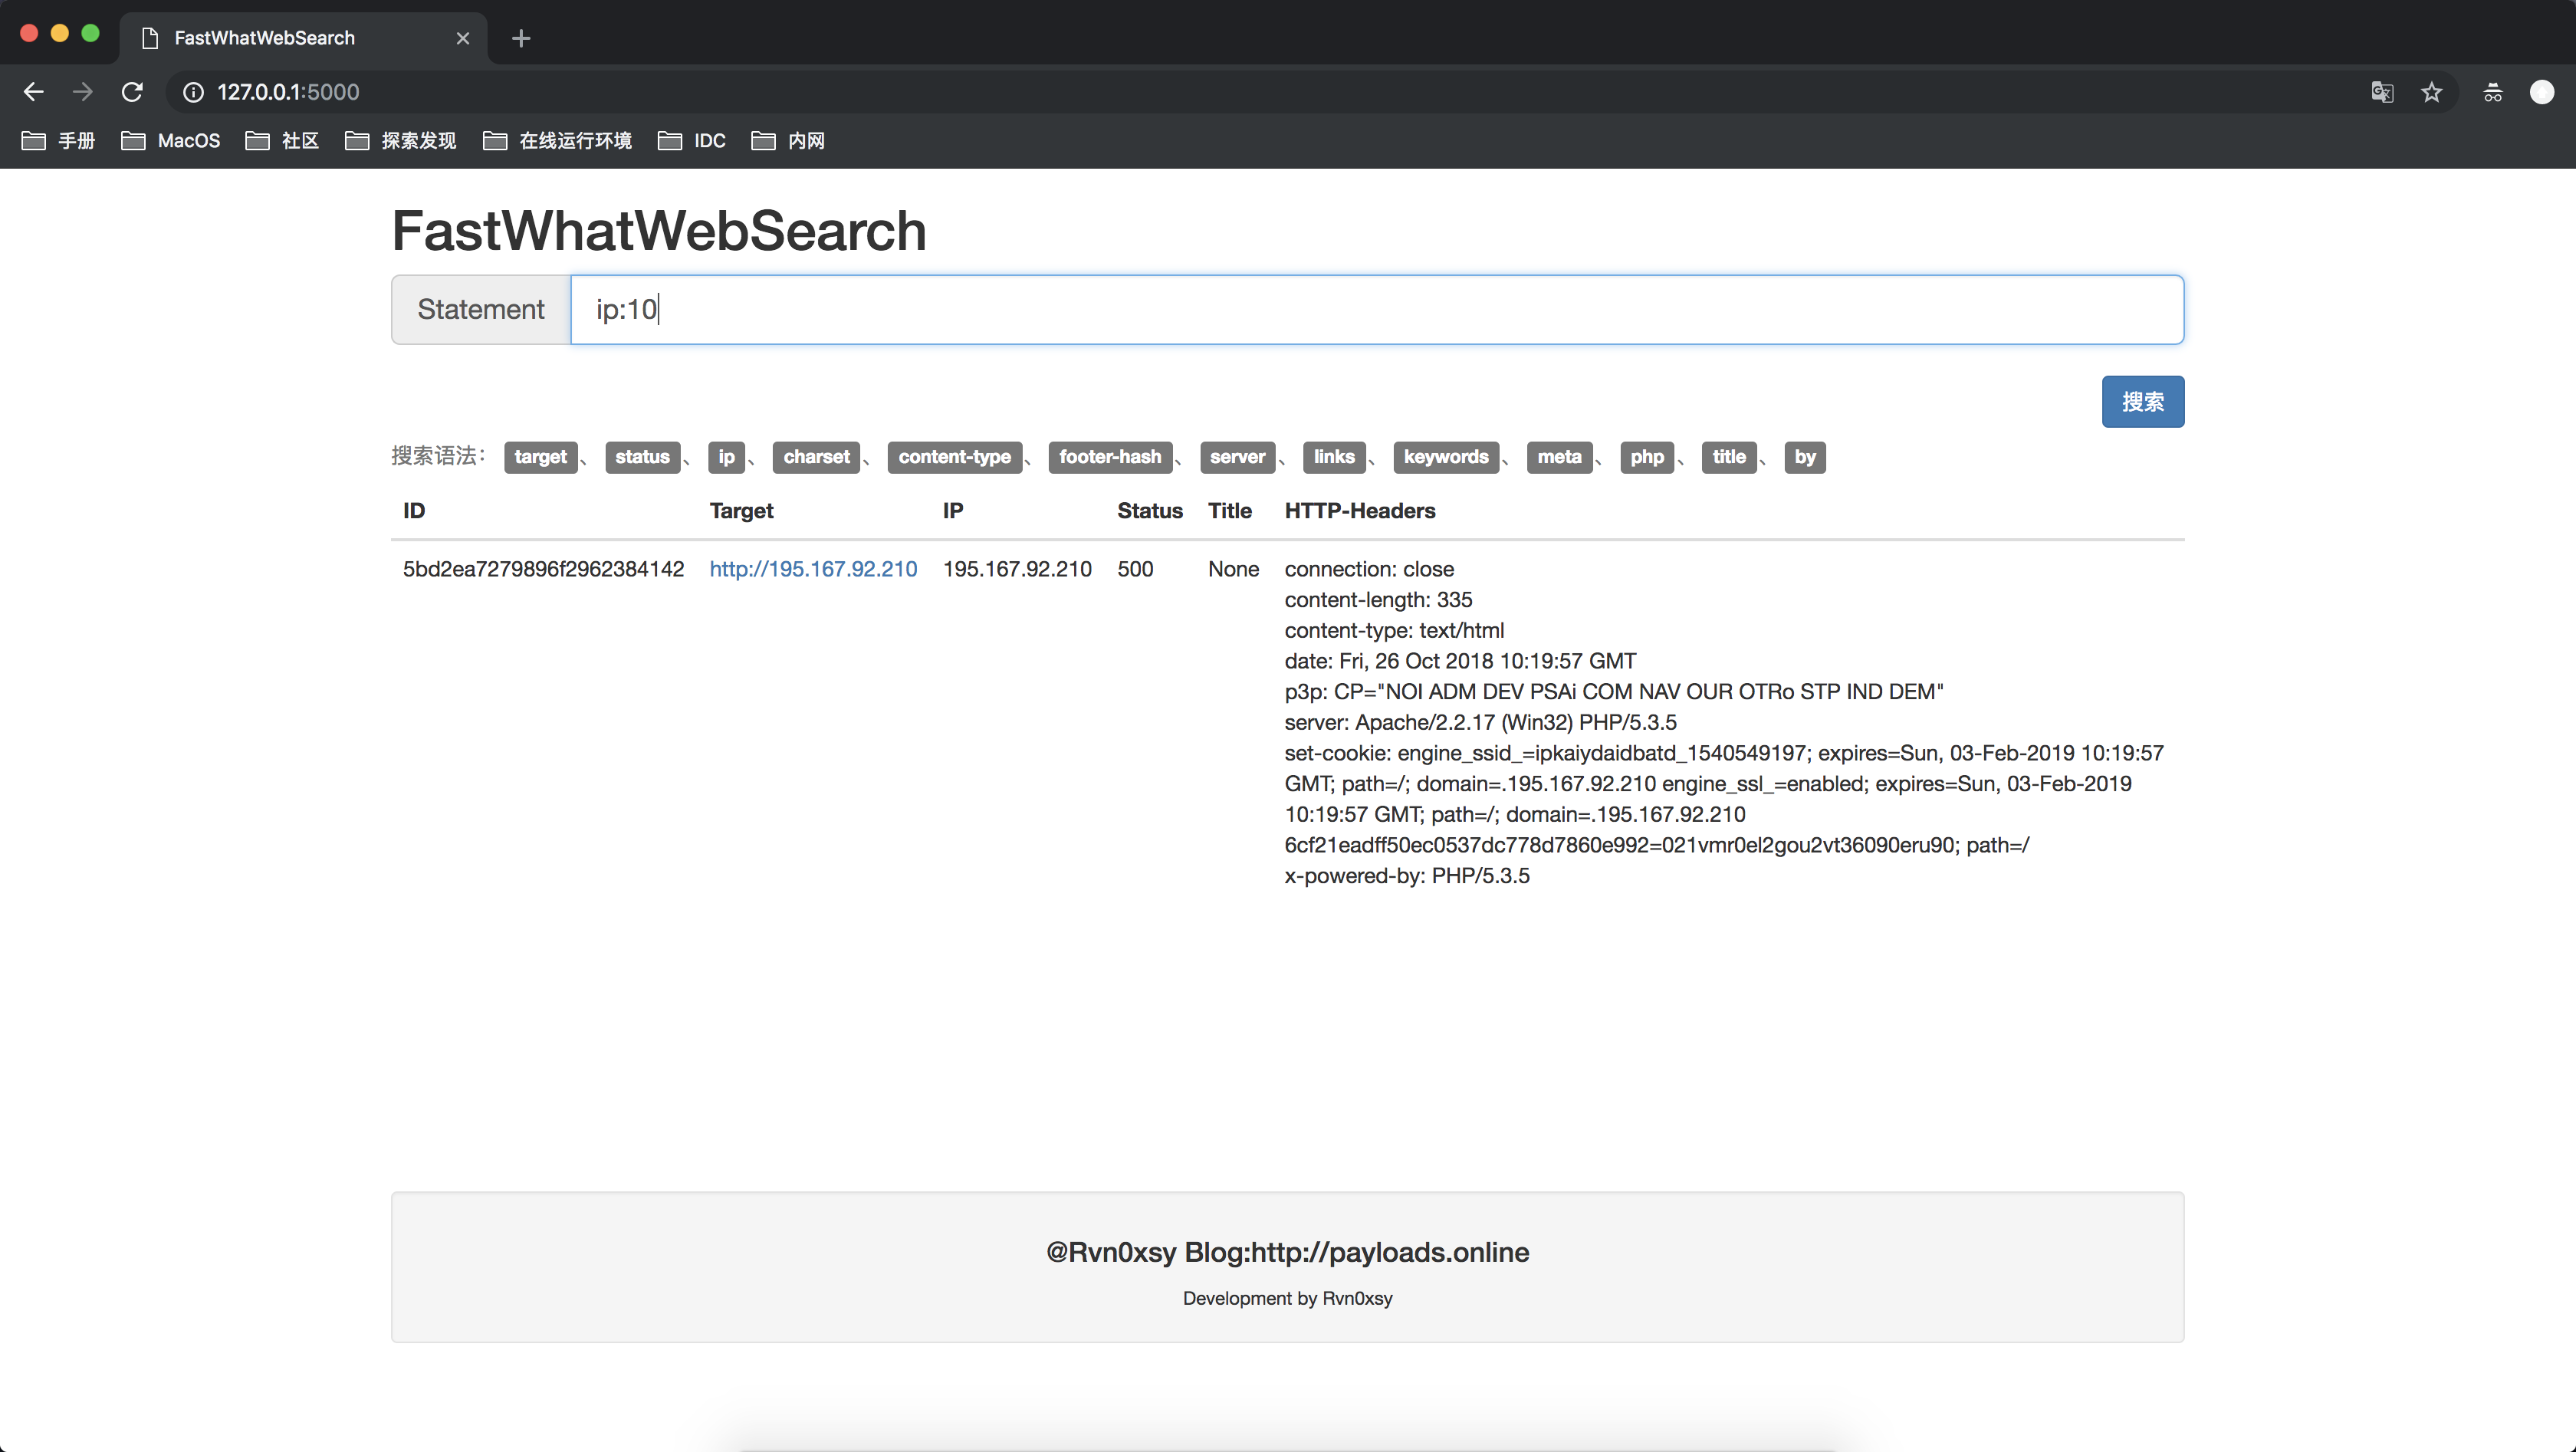 FastWhatWebSearch
127.0.0.1:5000
手册 MacOS 社区 探索发现 在线运行环境 IDC 内网
FastWhatWebSearch
Statement ip:10
搜索
搜索语法： target、 status、 ip、 charset、 content-type、 footer-hash、 server、 links、 keywords、 meta、 php、 title、 by
ID Target IP Status Title HTTP-Headers
5bd2ea7279896f2962384142 http://195.167.92.210 195.167.92.210 500 None connection: close
content-length: 335
content-type: text/html
date: Fri, 26 Oct 2018 10:19:57 GMT
p3p: CP="NOI ADM DEV PSAi COM NAV OUR OTRo STP IND DEM"
server: Apache/2.2.17 (Win32) PHP/5.3.5
set-cookie: engine_ssid_=ipkaiydaidbatd_1540549197; expires=Sun, 03-Feb-2019 10:19:57
GMT; path=/; domain=.195.167.92.210 engine_ssl_=enabled; expires=Sun, 03-Feb-2019
10:19:57 GMT; path=/; domain=.195.167.92.210
6cf21eadff50ec0537dc778d7860e992=021vmr0el2gou2vt36090eru90; path=/
x-powered-by: PHP/5.3.5
@Rvn0xsy Blog:http://payloads.online
Development by Rvn0xsy